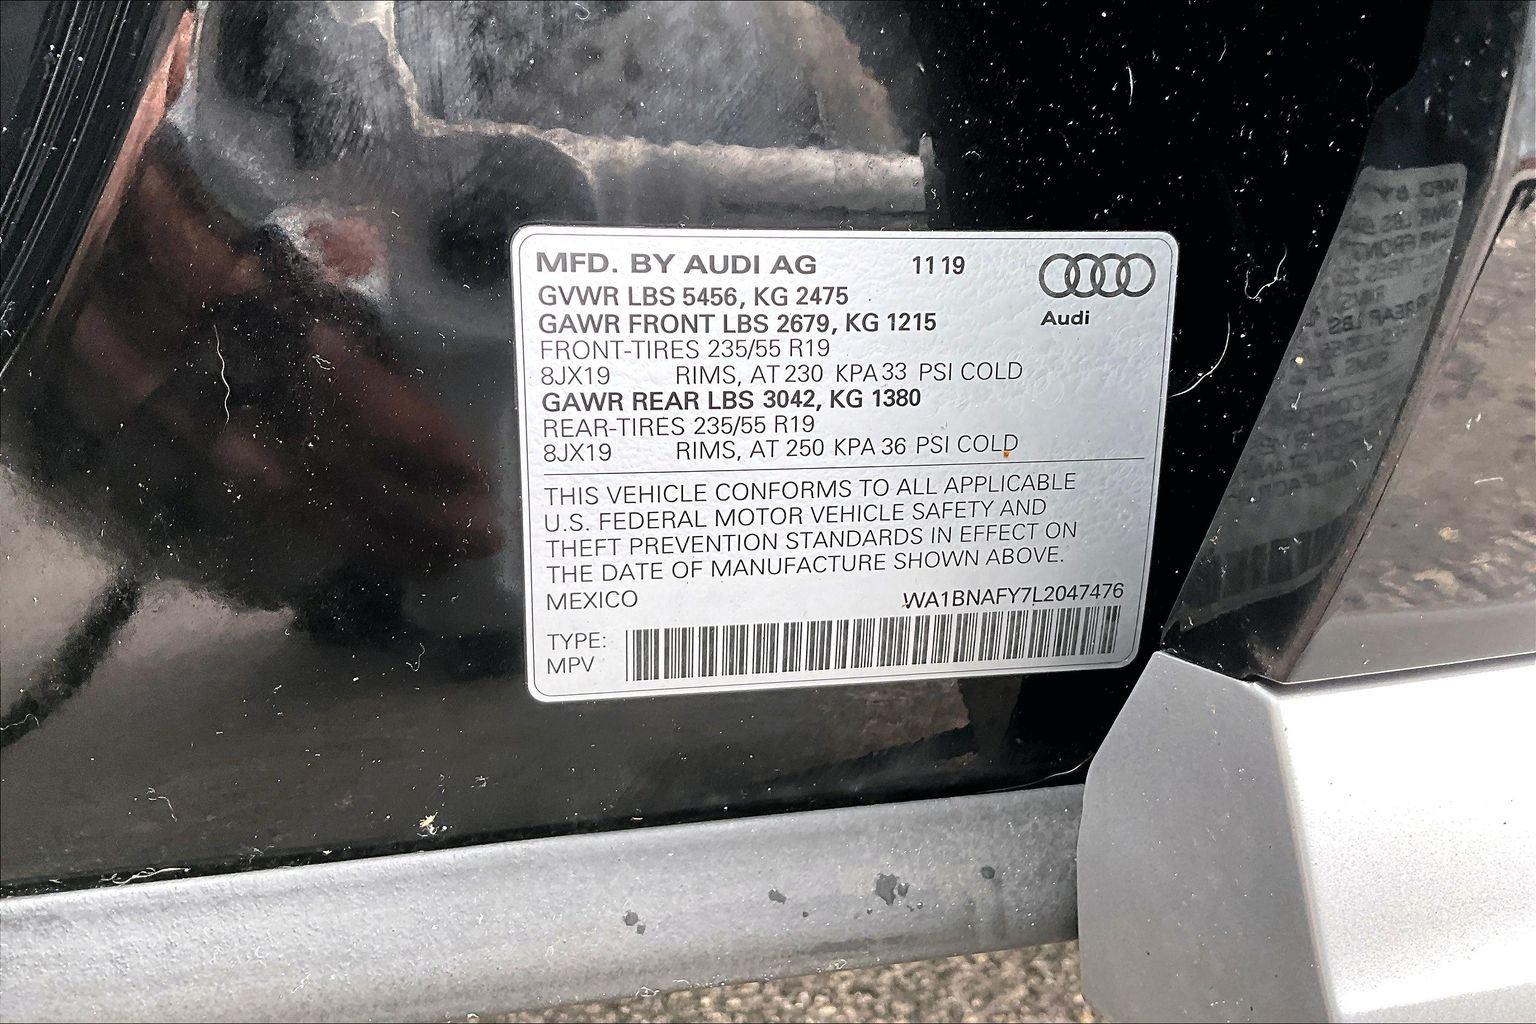 MFD. BY AUDI AG 11 19
GVWR LBS 5456, KG 2475
GAWR FRONT LBS 2679, KG 1215
Audi
FRONT-TIRES 235/55 R19
8JX19 RIMS, AT 230 KPA 33 PSI COLD
GAWR REAR LBS 3042, KG 1380
REAR-TIRES 235/55 R19
8JX19 RIMS, AT 250 KPA 36 PSI COLD
THIS VEHICLE CONFORMS TO ALL APPLICABLE
U.S. FEDERAL MOTOR VEHICLE SAFETY AND
THEFT PREVENTION STANDARDS IN EFFECT ON
THE DATE OF MANUFACTURE SHOWN ABOVE.
MEXICO WA1BNAFY7L2047476
TYPE:
MPV